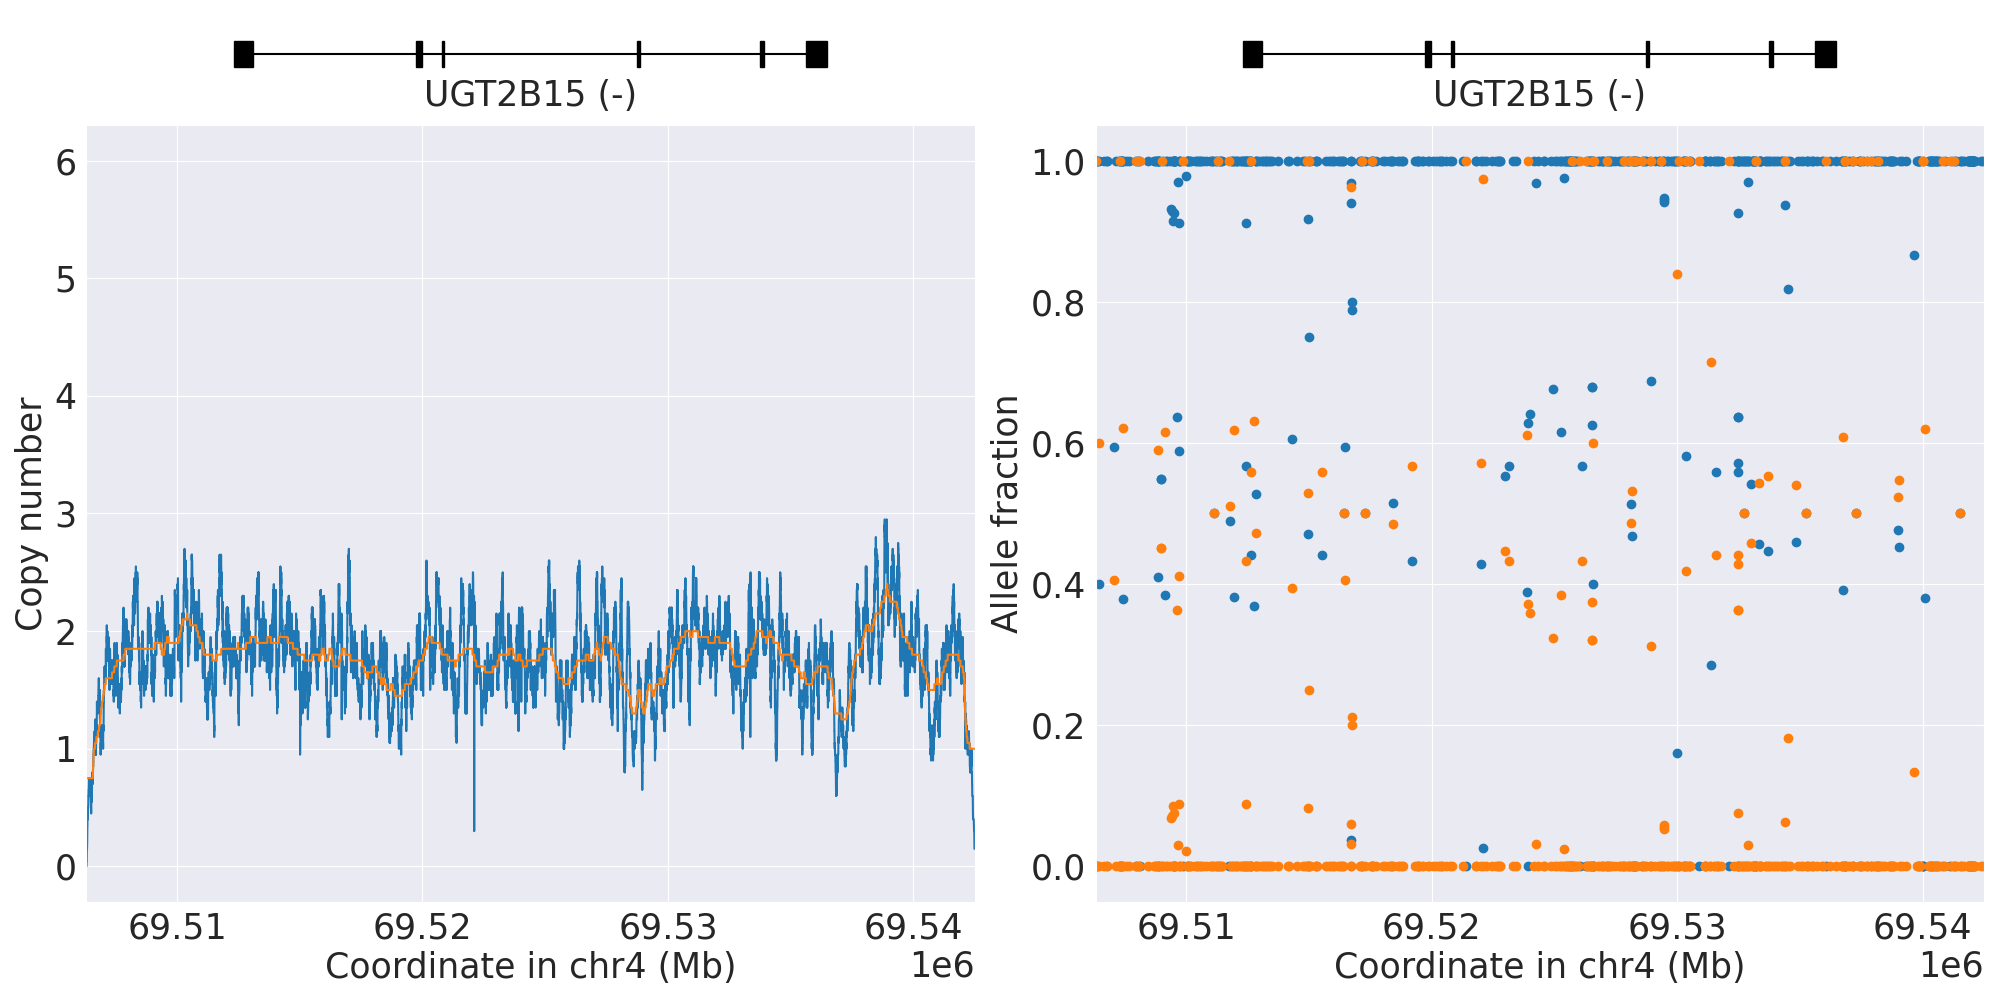 UGT2B15 (-)
6
5
4
3
2
1
0
Copy number
69.51 69.52 69.53 69.54
Coordinate in chr4 (Mb)
1e6
UGT2B15 (-)
1.0
0.8
0.6
0.4
0.2
0.0
Allele fraction
69.51 69.52 69.53 69.54
Coordinate in chr4 (Mb)
1e6